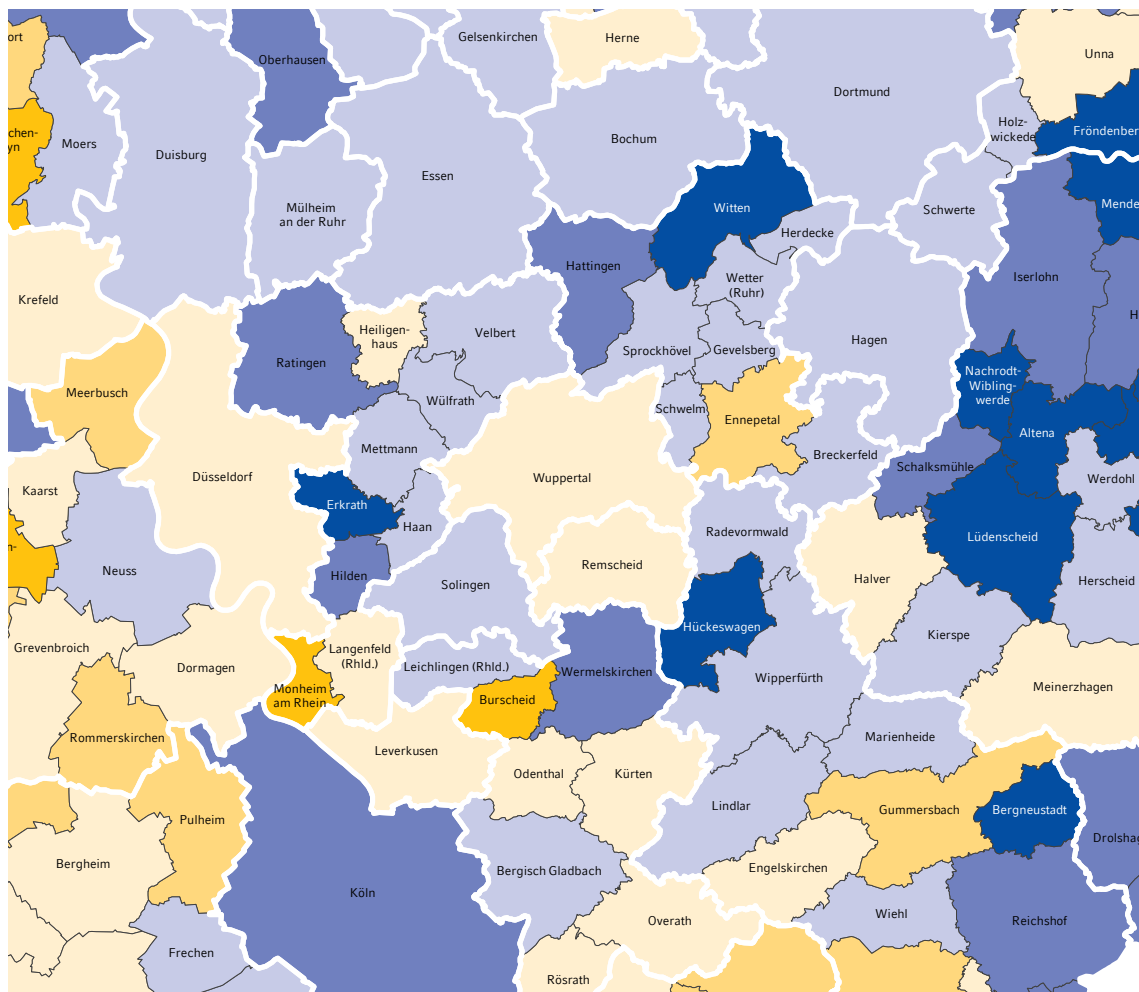 ort
Oberhausen
Gelsenkirchen
Herne
Unna
Dortmund
chen-
yn
Moers
Duisburg
Essen
Bochum
Holz-
wickede
Fröndenber
Mülheim
an der Ruhr
Witten
Herdecke
Schwerte
Mende
Hattingen
Wetter
(Ruhr)
Iserlohn
H
Krefeld
Heiligen-
haus
Velbert
Sprockhövel
Gevelsberg
Hagen
Ratingen
Nachrodt-
Wibling-
werde
Meerbusch
Wülfrath
Schwelm
Ennepetal
Altena
Mettmann
Breckerfeld
Schalksmühle
Werdohl
Kaarst
Düsseldorf
Wuppertal
Erkrath
Haan
Radevormwald
Lüdenscheid
n-
Neuss
Hilden
Solingen
Remscheid
Halver
Herscheid
Hückeswagen
Kierspe
Grevenbroich
Dormagen
Langenfeld
(Rhld.)
Leichlingen (Rhld.)
Wermelskirchen
Wipperfürth
Meinerzhagen
Monheim
am Rhein
Burscheid
Rommerskirchen
Leverkusen
Marienheide
Odenthal
Kürten
Lindlar
Gummersbach
Bergneustadt
Pulheim
Drolshag
Bergheim
Bergisch Gladbach
Engelskirchen
Köln
Overath
Wiehl
Reichshof
Frechen
Rösrath